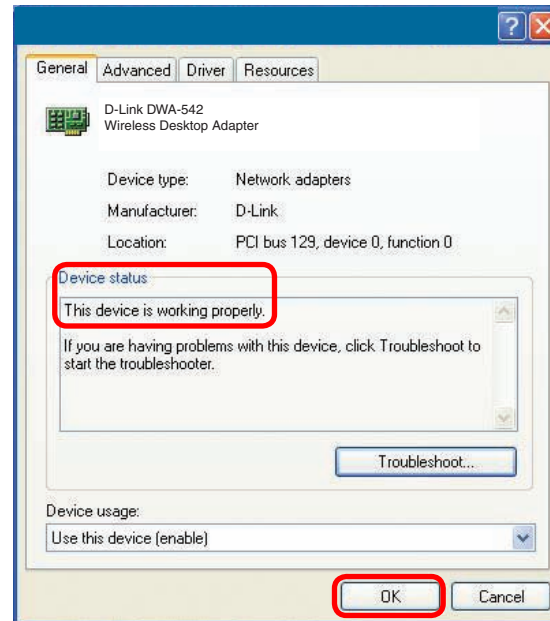 General Advanced Driver Resources
D-Link DWA-542
Wireless Desktop Adapter
Device type: Network adapters
Manufacturer: D-Link
Location: PCI bus 129, device 0, function 0
Device status
This device is working properly.
If you are having problems with this device, click Troubleshoot to
start the troubleshooter.
Troubleshoot...
Device usage:
Use this device (enable)
OK Cancel